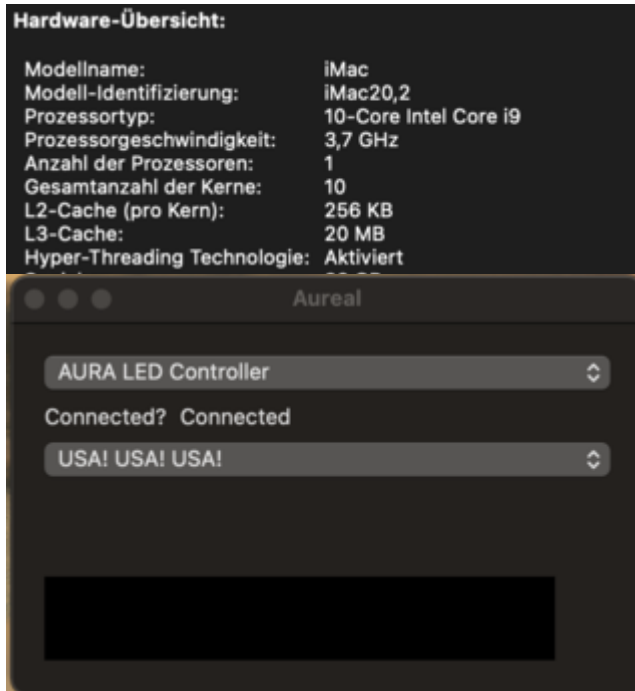 Hardware-Übersicht:
Modellname: iMac
Modell-Identifizierung: iMac20,2
Prozessortyp: 10-Core Intel Core i9
Prozessorgeschwindigkeit: 3,7 GHz
Anzahl der Prozessoren: 1
Gesamtanzahl der Kerne: 10
L2-Cache (pro Kern): 256 KB
L3-Cache: 20 MB
Hyper-Threading Technologie: Aktiviert
Aureal
AURA LED Controller
Connected? Connected
USA! USA! USA!